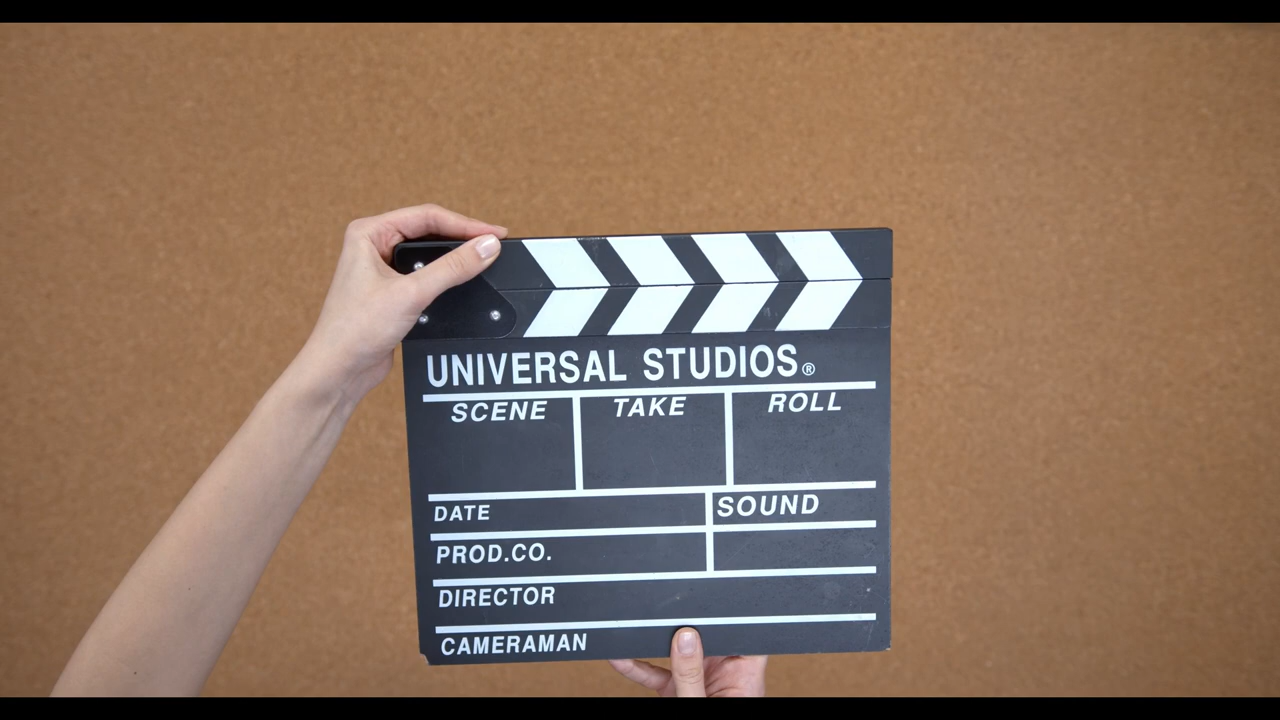 UNIVERSAL STUDIOS®
SCENE TAKE ROLL
DATE SOUND
PROD.CO.
DIRECTOR
CAMERAMAN